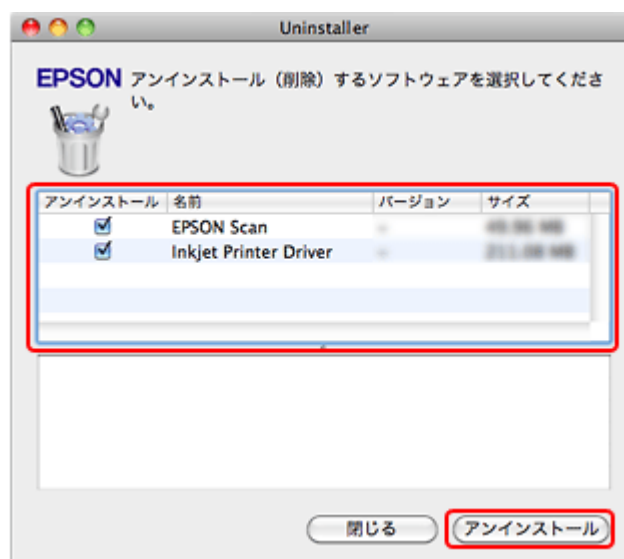 Uninstaller
EPSON アンインストール（削除）するソフトウェアを選択してくださ
い。
アンインストール 名前 バージョン サイズ
EPSON Scan
Inkjet Printer Driver
閉じる アンインストール